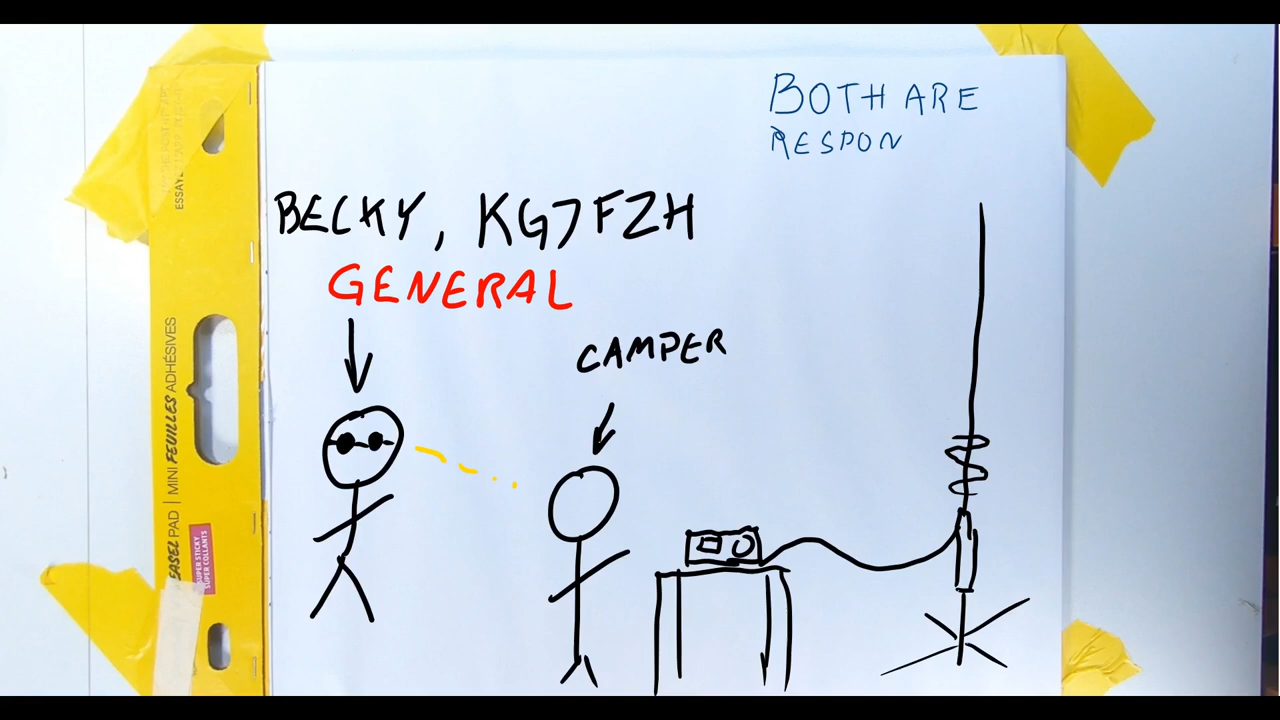 BOTH ARE
RESPON
BECKY, KG7FZH
GENERAL
CAMPER
EASEL PAD | MINI FEUILLES ADHÉSIVES
SUPER STICKY
SUPER COLLANTS